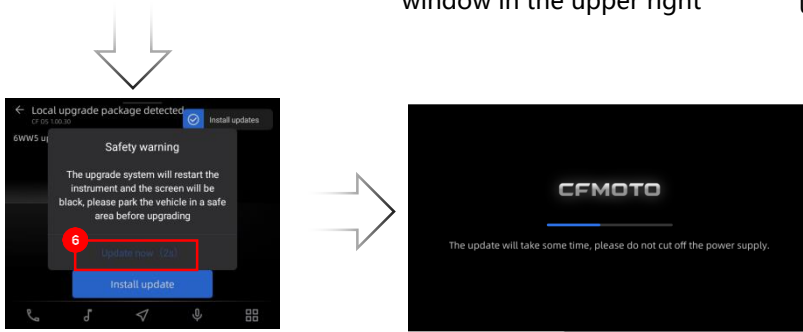 window in the upper right
← Local upgrade package detected
CF OS 1.00.30
Install updates
6WW5 up
Safety warning
The upgrade system will restart the
instrument and the screen will be
black, please park the vehicle in a safe
area before upgrading
6
Update now (2s)
Install update
CFMOTO
The update will take some time, please do not cut off the power supply.